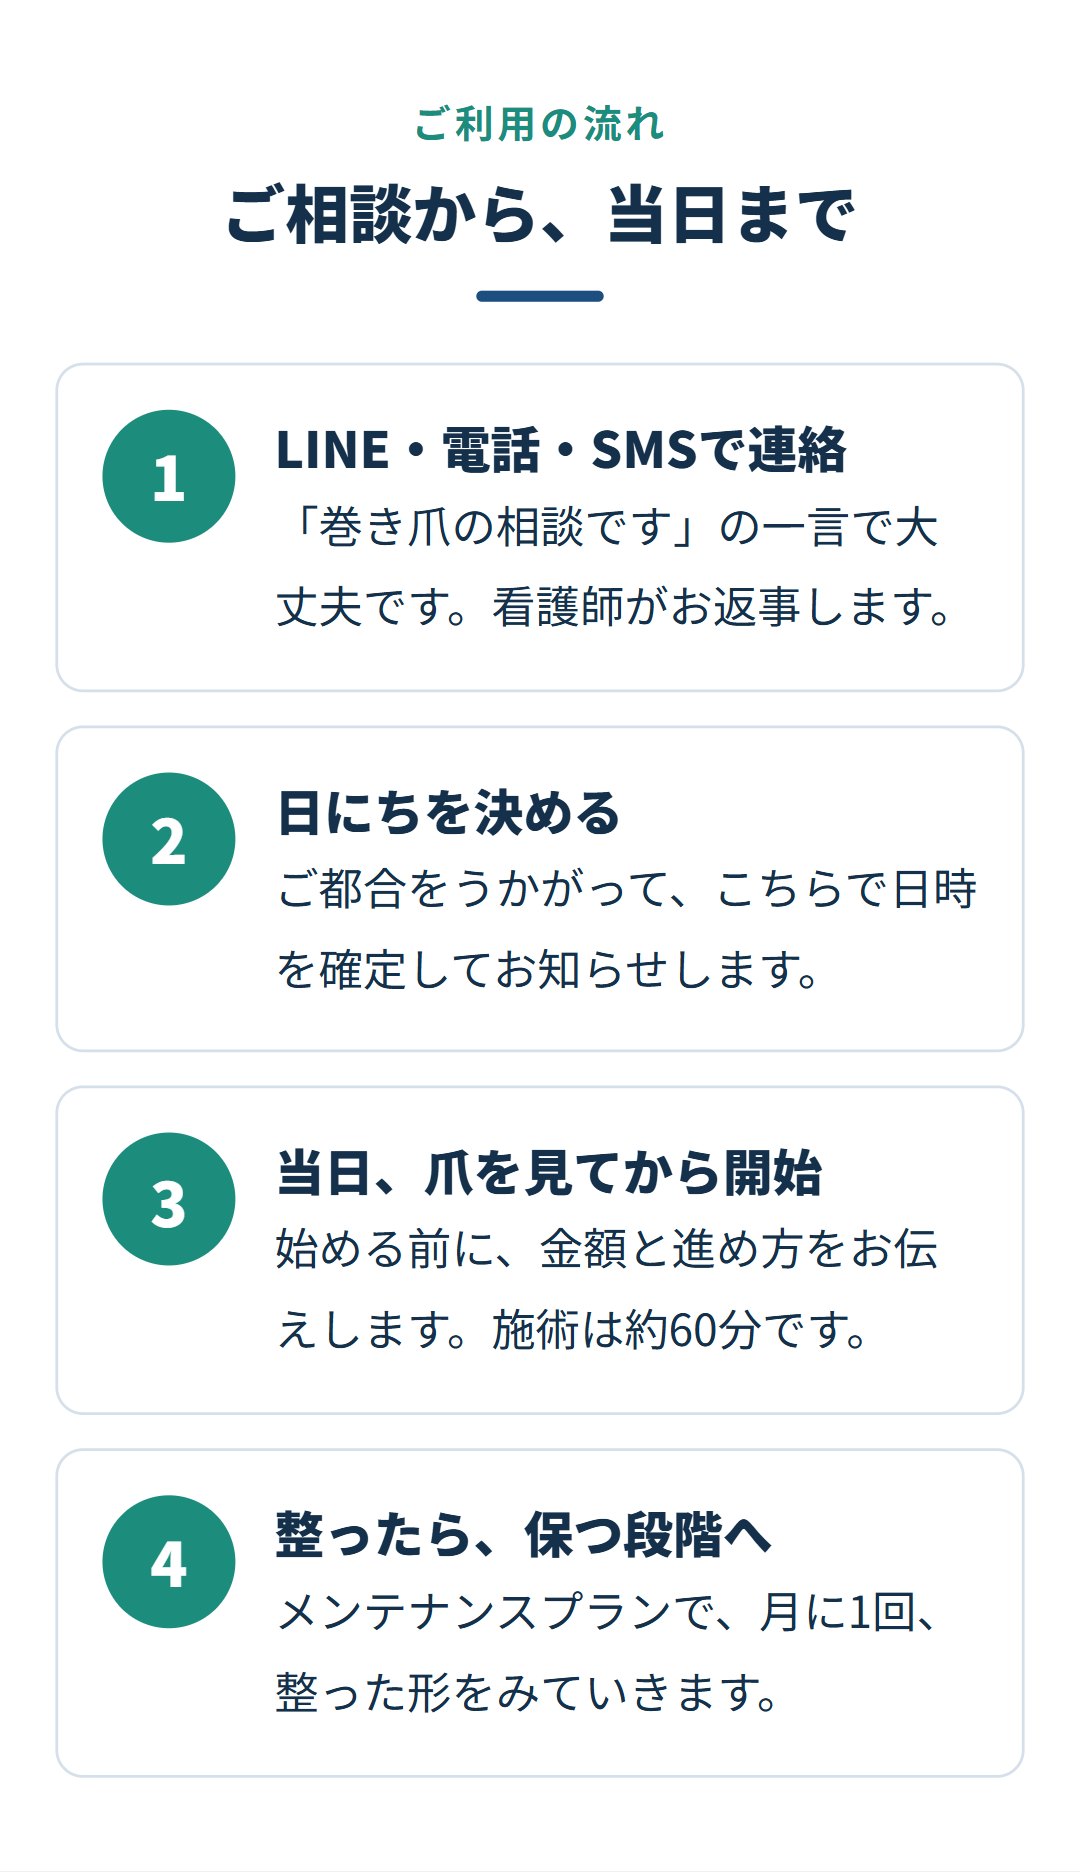 ご利用の流れ
ご相談から、当日まで
1
LINE・電話・SMSで連絡
「巻き爪の相談です」の一言で大
丈夫です。看護師がお返事します。
2
日にちを決める
ご都合をうかがって、こちらで日時
を確定してお知らせします。
3
当日、爪を見てから開始
始める前に、金額と進め方をお伝
えします。施術は約60分です。
4
整ったら、保つ段階へ
メンテナンスプランで、月に1回、
整った形をみていきます。